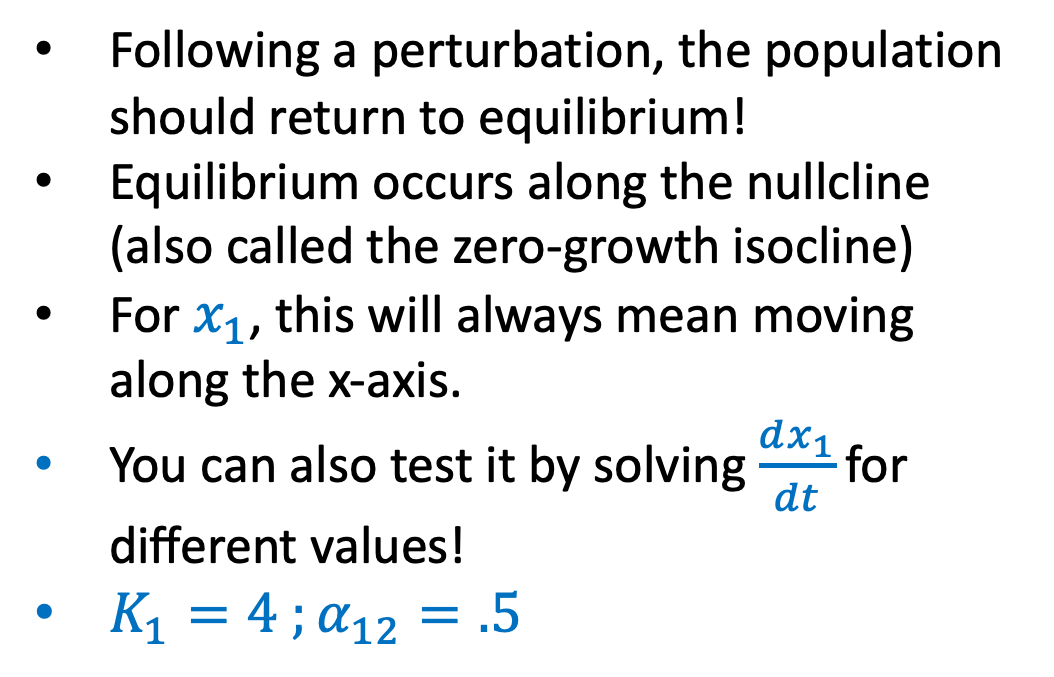 • Following a perturbation, the population
should return to equilibrium!
• Equilibrium occurs along the nullcline
(also called the zero-growth isocline)
• For x₁, this will always mean moving
along the x-axis.
• You can also test it by solving dx₁/dt for
different values!
• K₁ = 4 ; α₁₂ = .5